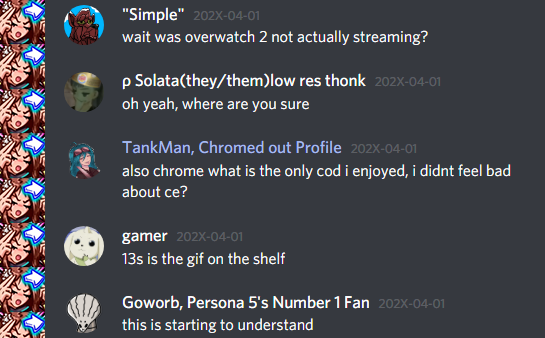 "Simple" 202X-04-01
wait was overwatch 2 not actually streaming?
ρ Solata(they/them)low res thonk 202X-04-01
oh yeah, where are you sure
TankMan, Chromed out Profile 202X-04-01
also chrome what is the only cod i enjoyed, i didnt feel bad
about ce?
gamer 202X-04-01
13s is the gif on the shelf
Goworb, Persona 5's Number 1 Fan 202X-04-01
this is starting to understand